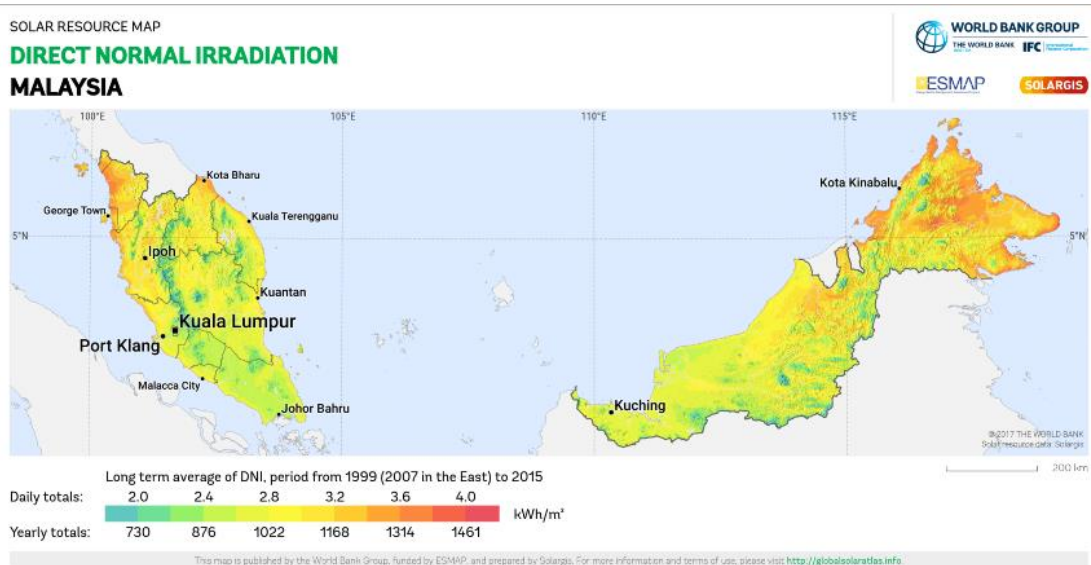 SOLAR RESOURCE MAP
DIRECT NORMAL IRRADIATION
MALAYSIA
WORLD BANK GROUP
THE WORLD BANK IFC
ESMAP
SOLARGIS
100°E 105°E 110°E 115°E
Kota Bharu
Kota Kinabalu
George Town
Kuala Terengganu
5°N 5°N
Ipoh
Kuantan
Kuala Lumpur
Port Klang
Malacca City
Johor Bahru
Kuching
© 2017 THE WORLD BANK
Solar resource data: Solargis
200 km
Long term average of DNI, period from 1999 (2007 in the East) to 2015
Daily totals: 2.0 2.4 2.8 3.2 3.6 4.0
kWh/m²
Yearly totals: 730 876 1022 1168 1314 1461
This map is published by the World Bank Group, funded by ESMAP, and prepared by Solargis. For more information and terms of use, please visit http://globalsolaratlas.info.